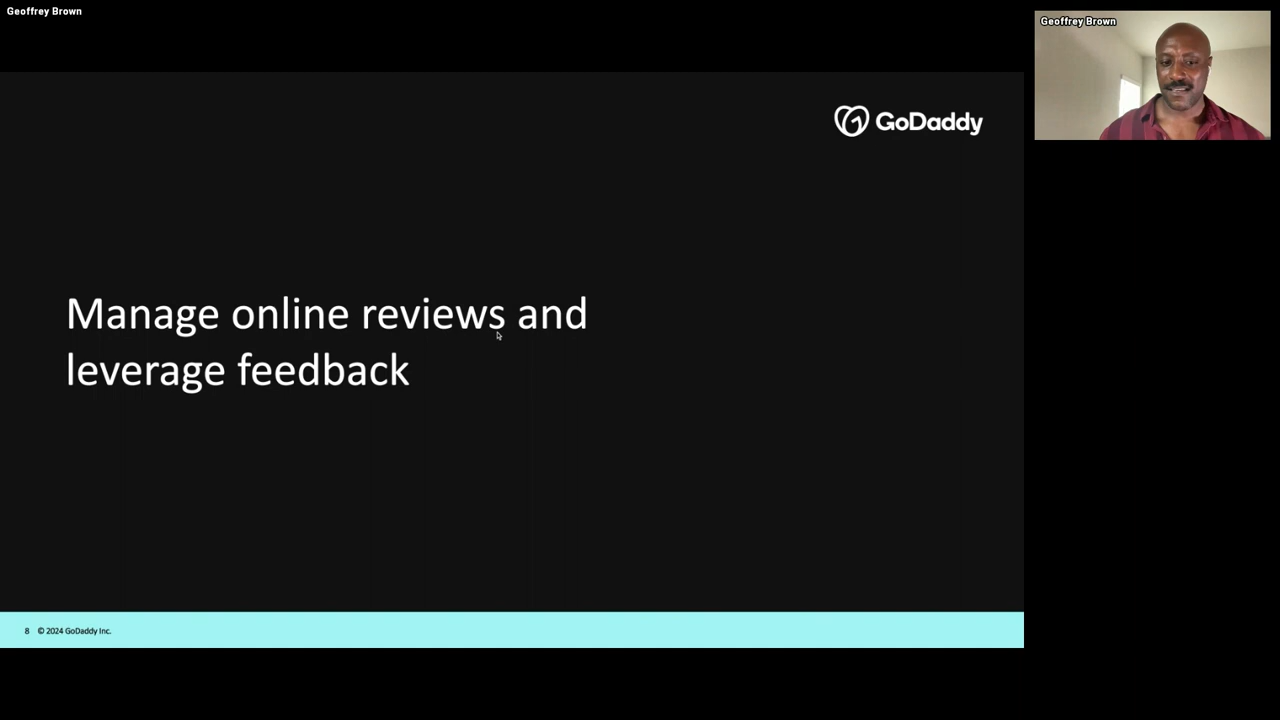 Geoffrey Brown
Geoffrey Brown
GoDaddy
Manage online reviews and
leverage feedback
8 © 2024 GoDaddy Inc.